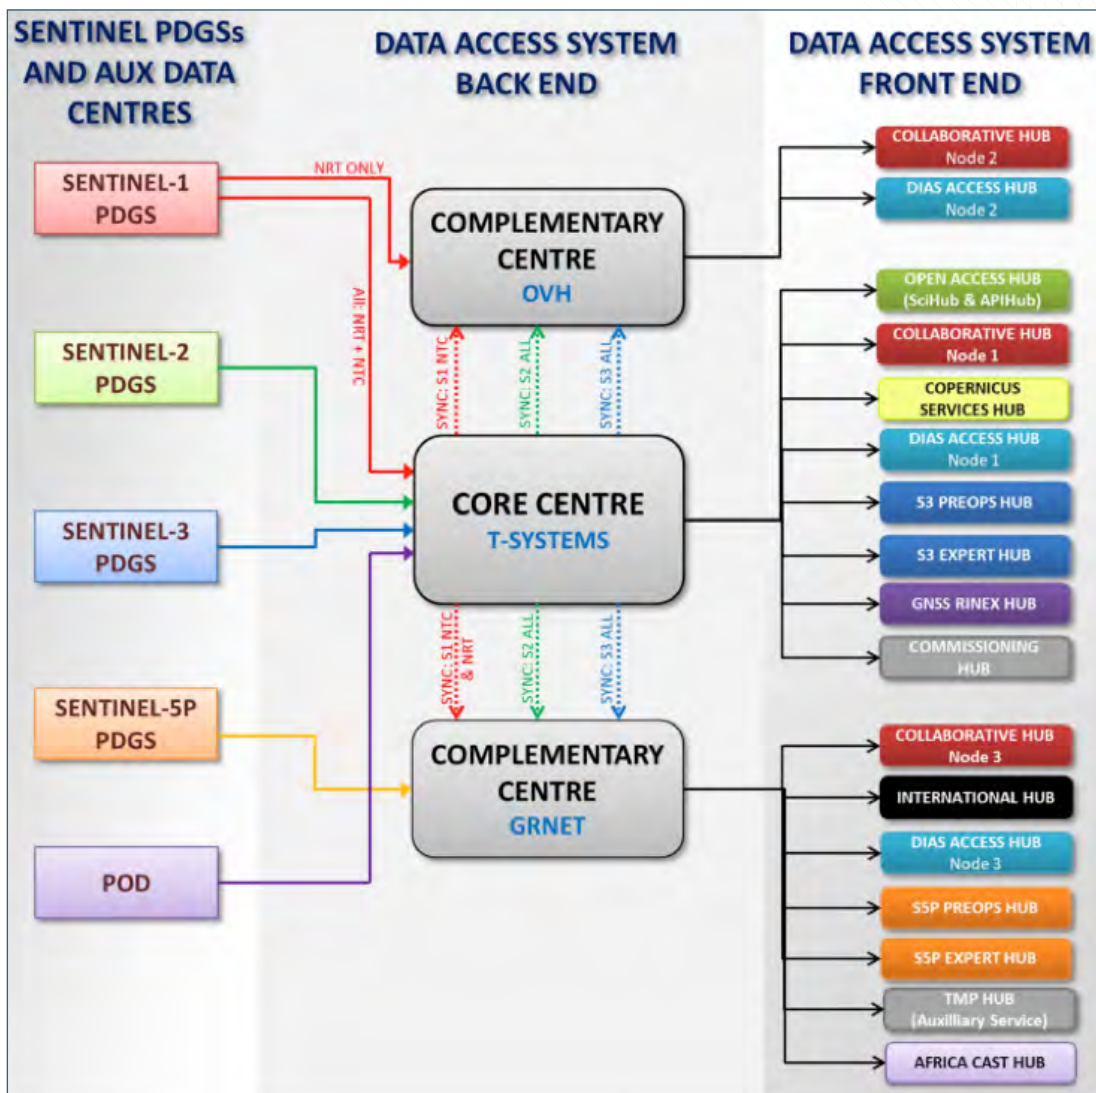 SENTINEL PDGSs
AND AUX DATA
CENTRES
DATA ACCESS SYSTEM
BACK END
DATA ACCESS SYSTEM
FRONT END
SENTINEL-1
PDGS
SENTINEL-2
PDGS
SENTINEL-3
PDGS
SENTINEL-5P
PDGS
POD
NRT ONLY
All: NRT + NTC
COMPLEMENTARY
CENTRE
OVH
SYNC: S1 NTC
SYNC: S2 ALL
SYNC: S3 ALL
CORE CENTRE
T-SYSTEMS
SYNC: S1 NTC
& NRT
SYNC: S2 ALL
SYNC: S3 ALL
COMPLEMENTARY
CENTRE
GRNET
COLLABORATIVE HUB
Node 2
DIAS ACCESS HUB
Node 2
OPEN ACCESS HUB
(SciHub & APIHub)
COLLABORATIVE HUB
Node 1
COPERNICUS
SERVICES HUB
DIAS ACCESS HUB
Node 1
S3 PREOPS HUB
S3 EXPERT HUB
GNSS RINEX HUB
COMMISSIONING
HUB
COLLABORATIVE HUB
Node 3
INTERNATIONAL HUB
DIAS ACCESS HUB
Node 3
S5P PREOPS HUB
S5P EXPERT HUB
TMP HUB
(Auxilliary Service)
AFRICA CAST HUB